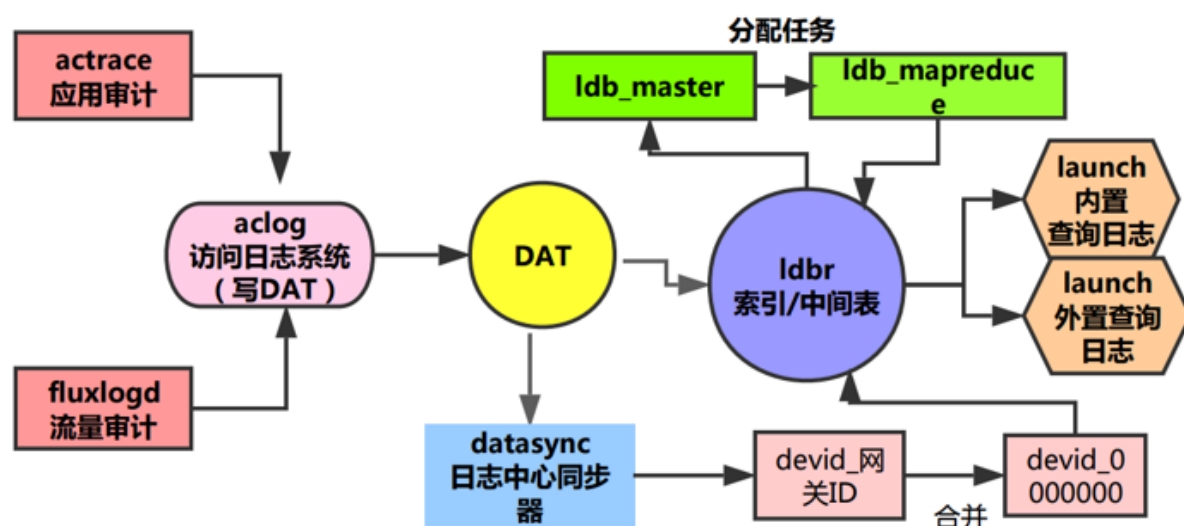 actrace
应用审计
fluxlogd
流量审计
aclog
访问日志系统
（写DAT）
DAT
datasync
日志中心同步
器
分配任务
ldb_master
ldb_mapreduc
e
ldbr
索引/中间表
launch
内置
查询日志
launch
外置查询
日志
devid_网
关ID
合并
devid_0
000000